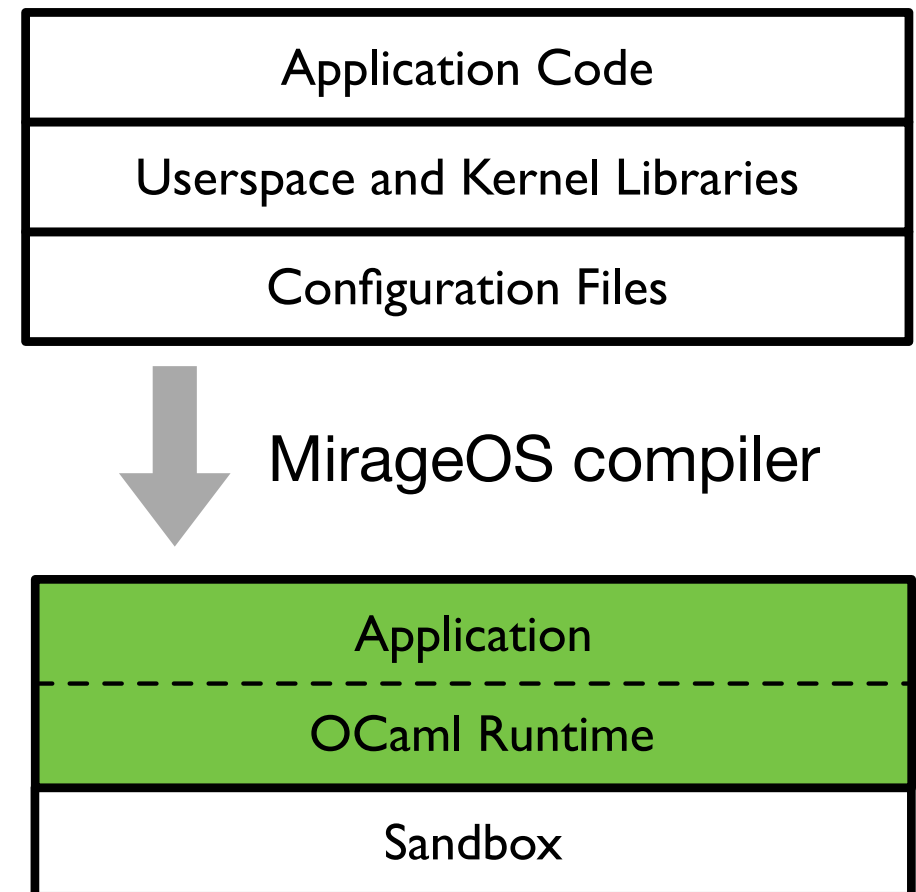 Application Code
Userspace and Kernel Libraries
Configuration Files
MirageOS compiler
Application
OCaml Runtime
Sandbox